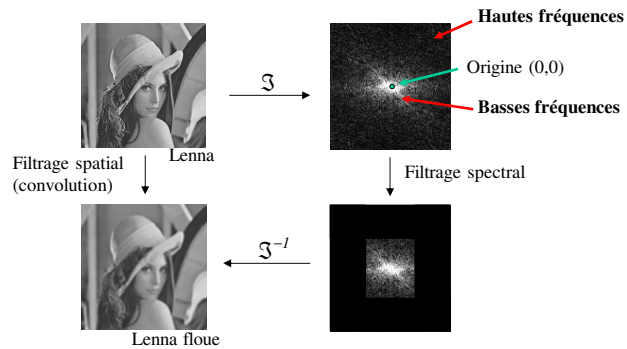 Hautes fréquences
ℑ
Origine (0,0)
Basses fréquences
Lenna
Filtrage spatial
(convolution)
Filtrage spectral
ℑ⁻¹
Lenna floue